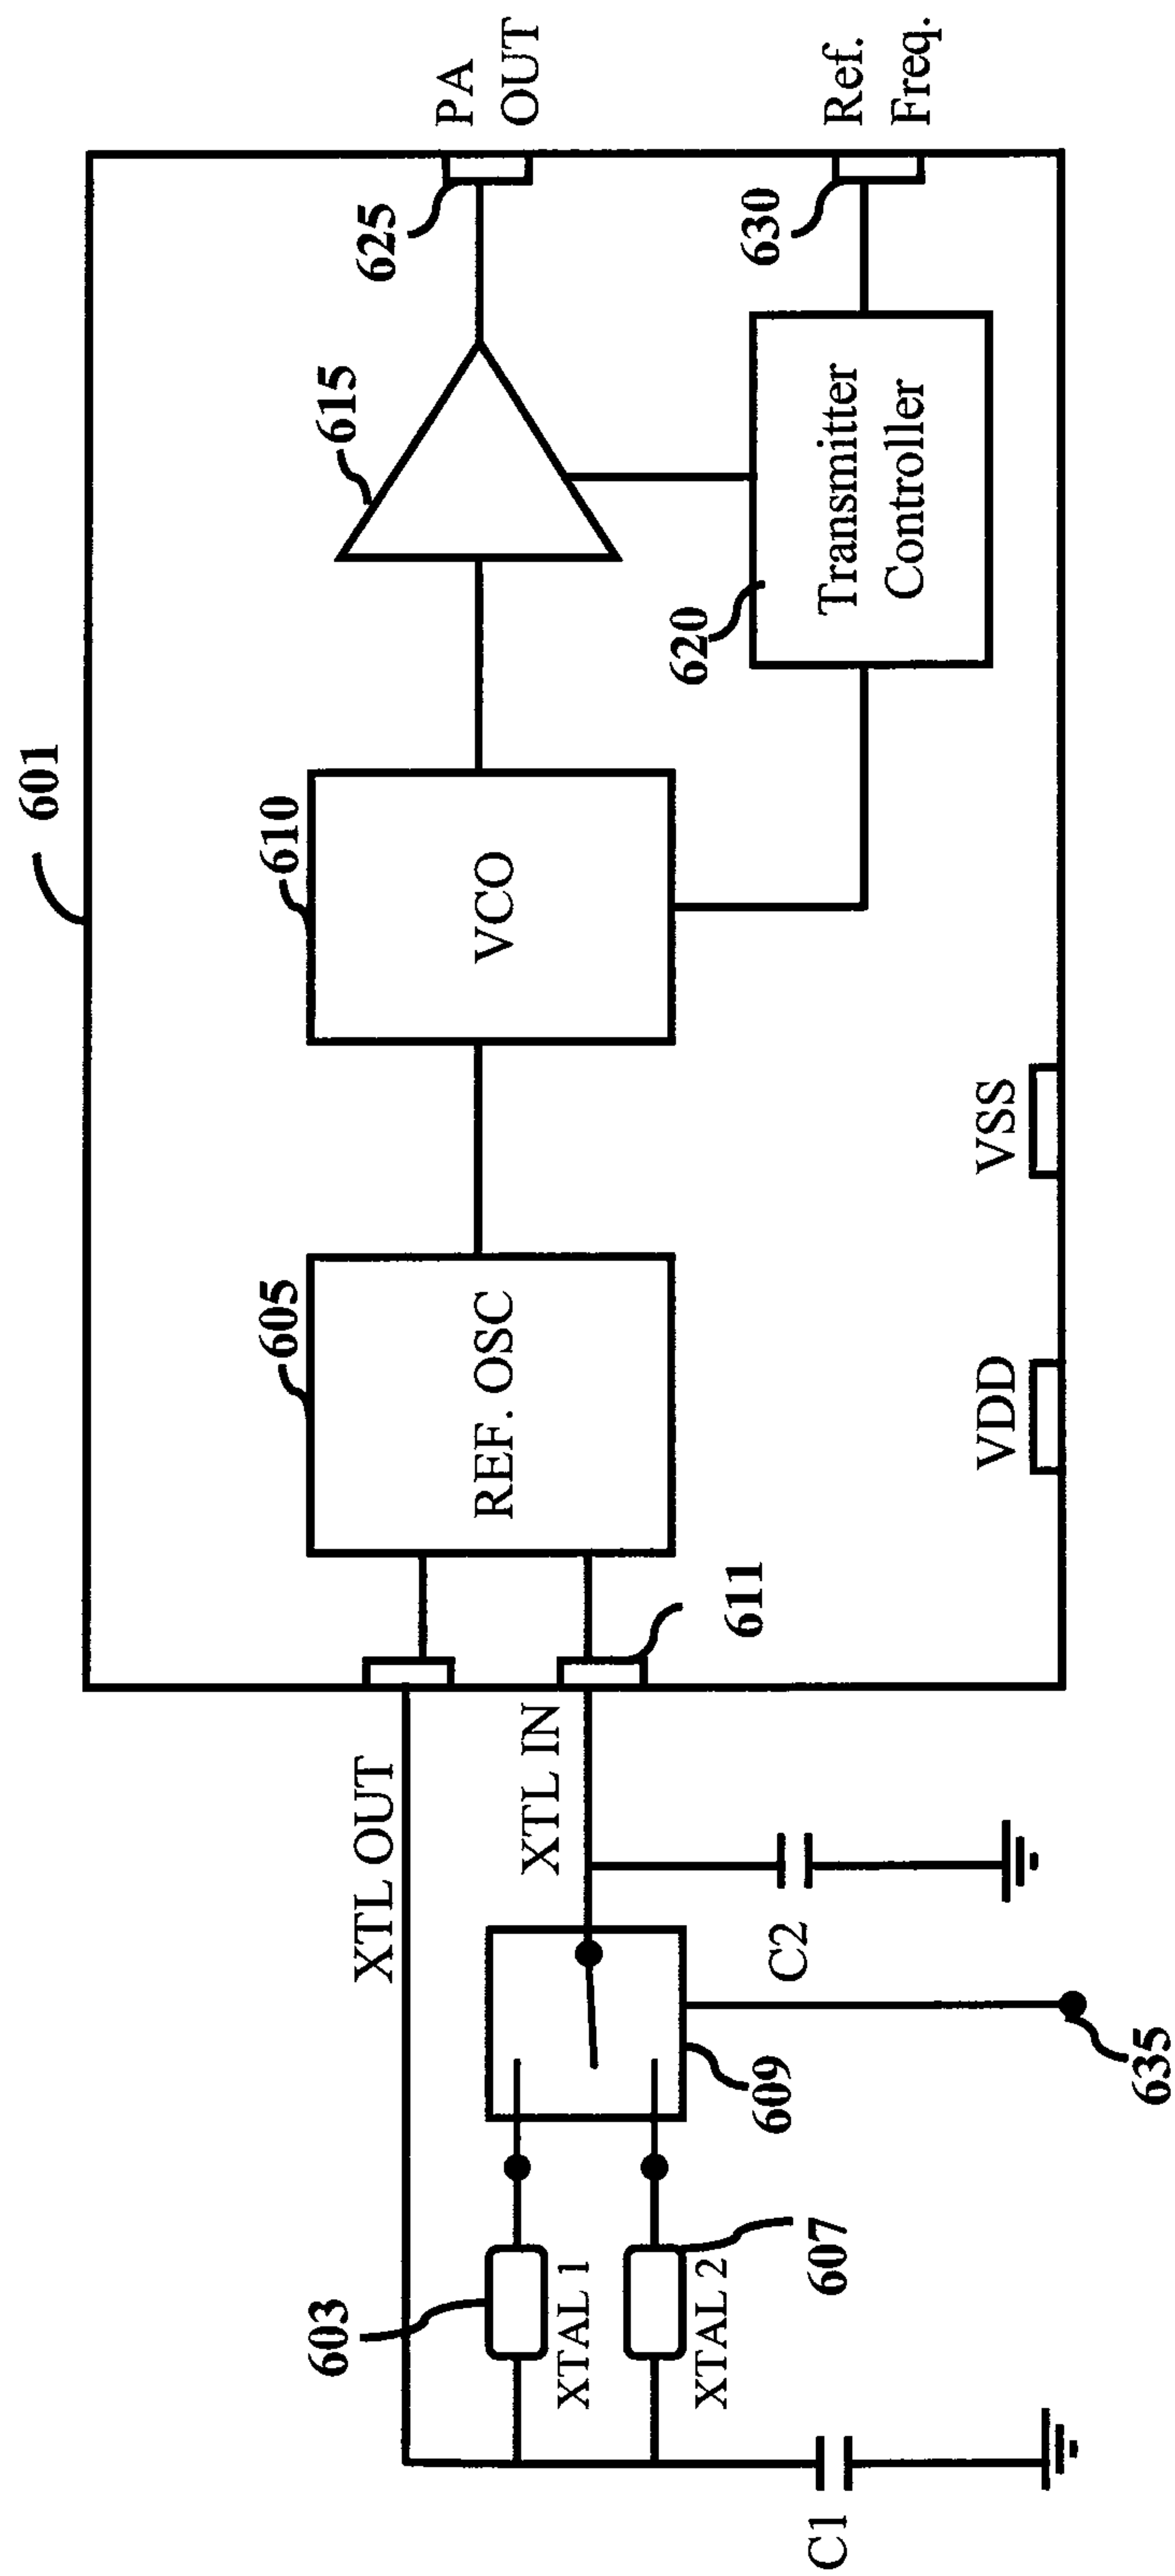 601
605
610
615
625
PA
OUT
REF. OSC
VCO
620
Transmitter
Controller
630
Ref.
Freq.
611
VDD
VSS
XTL OUT
XTL IN
603
XTAL 1
XTAL 2
607
609
C2
C1
635